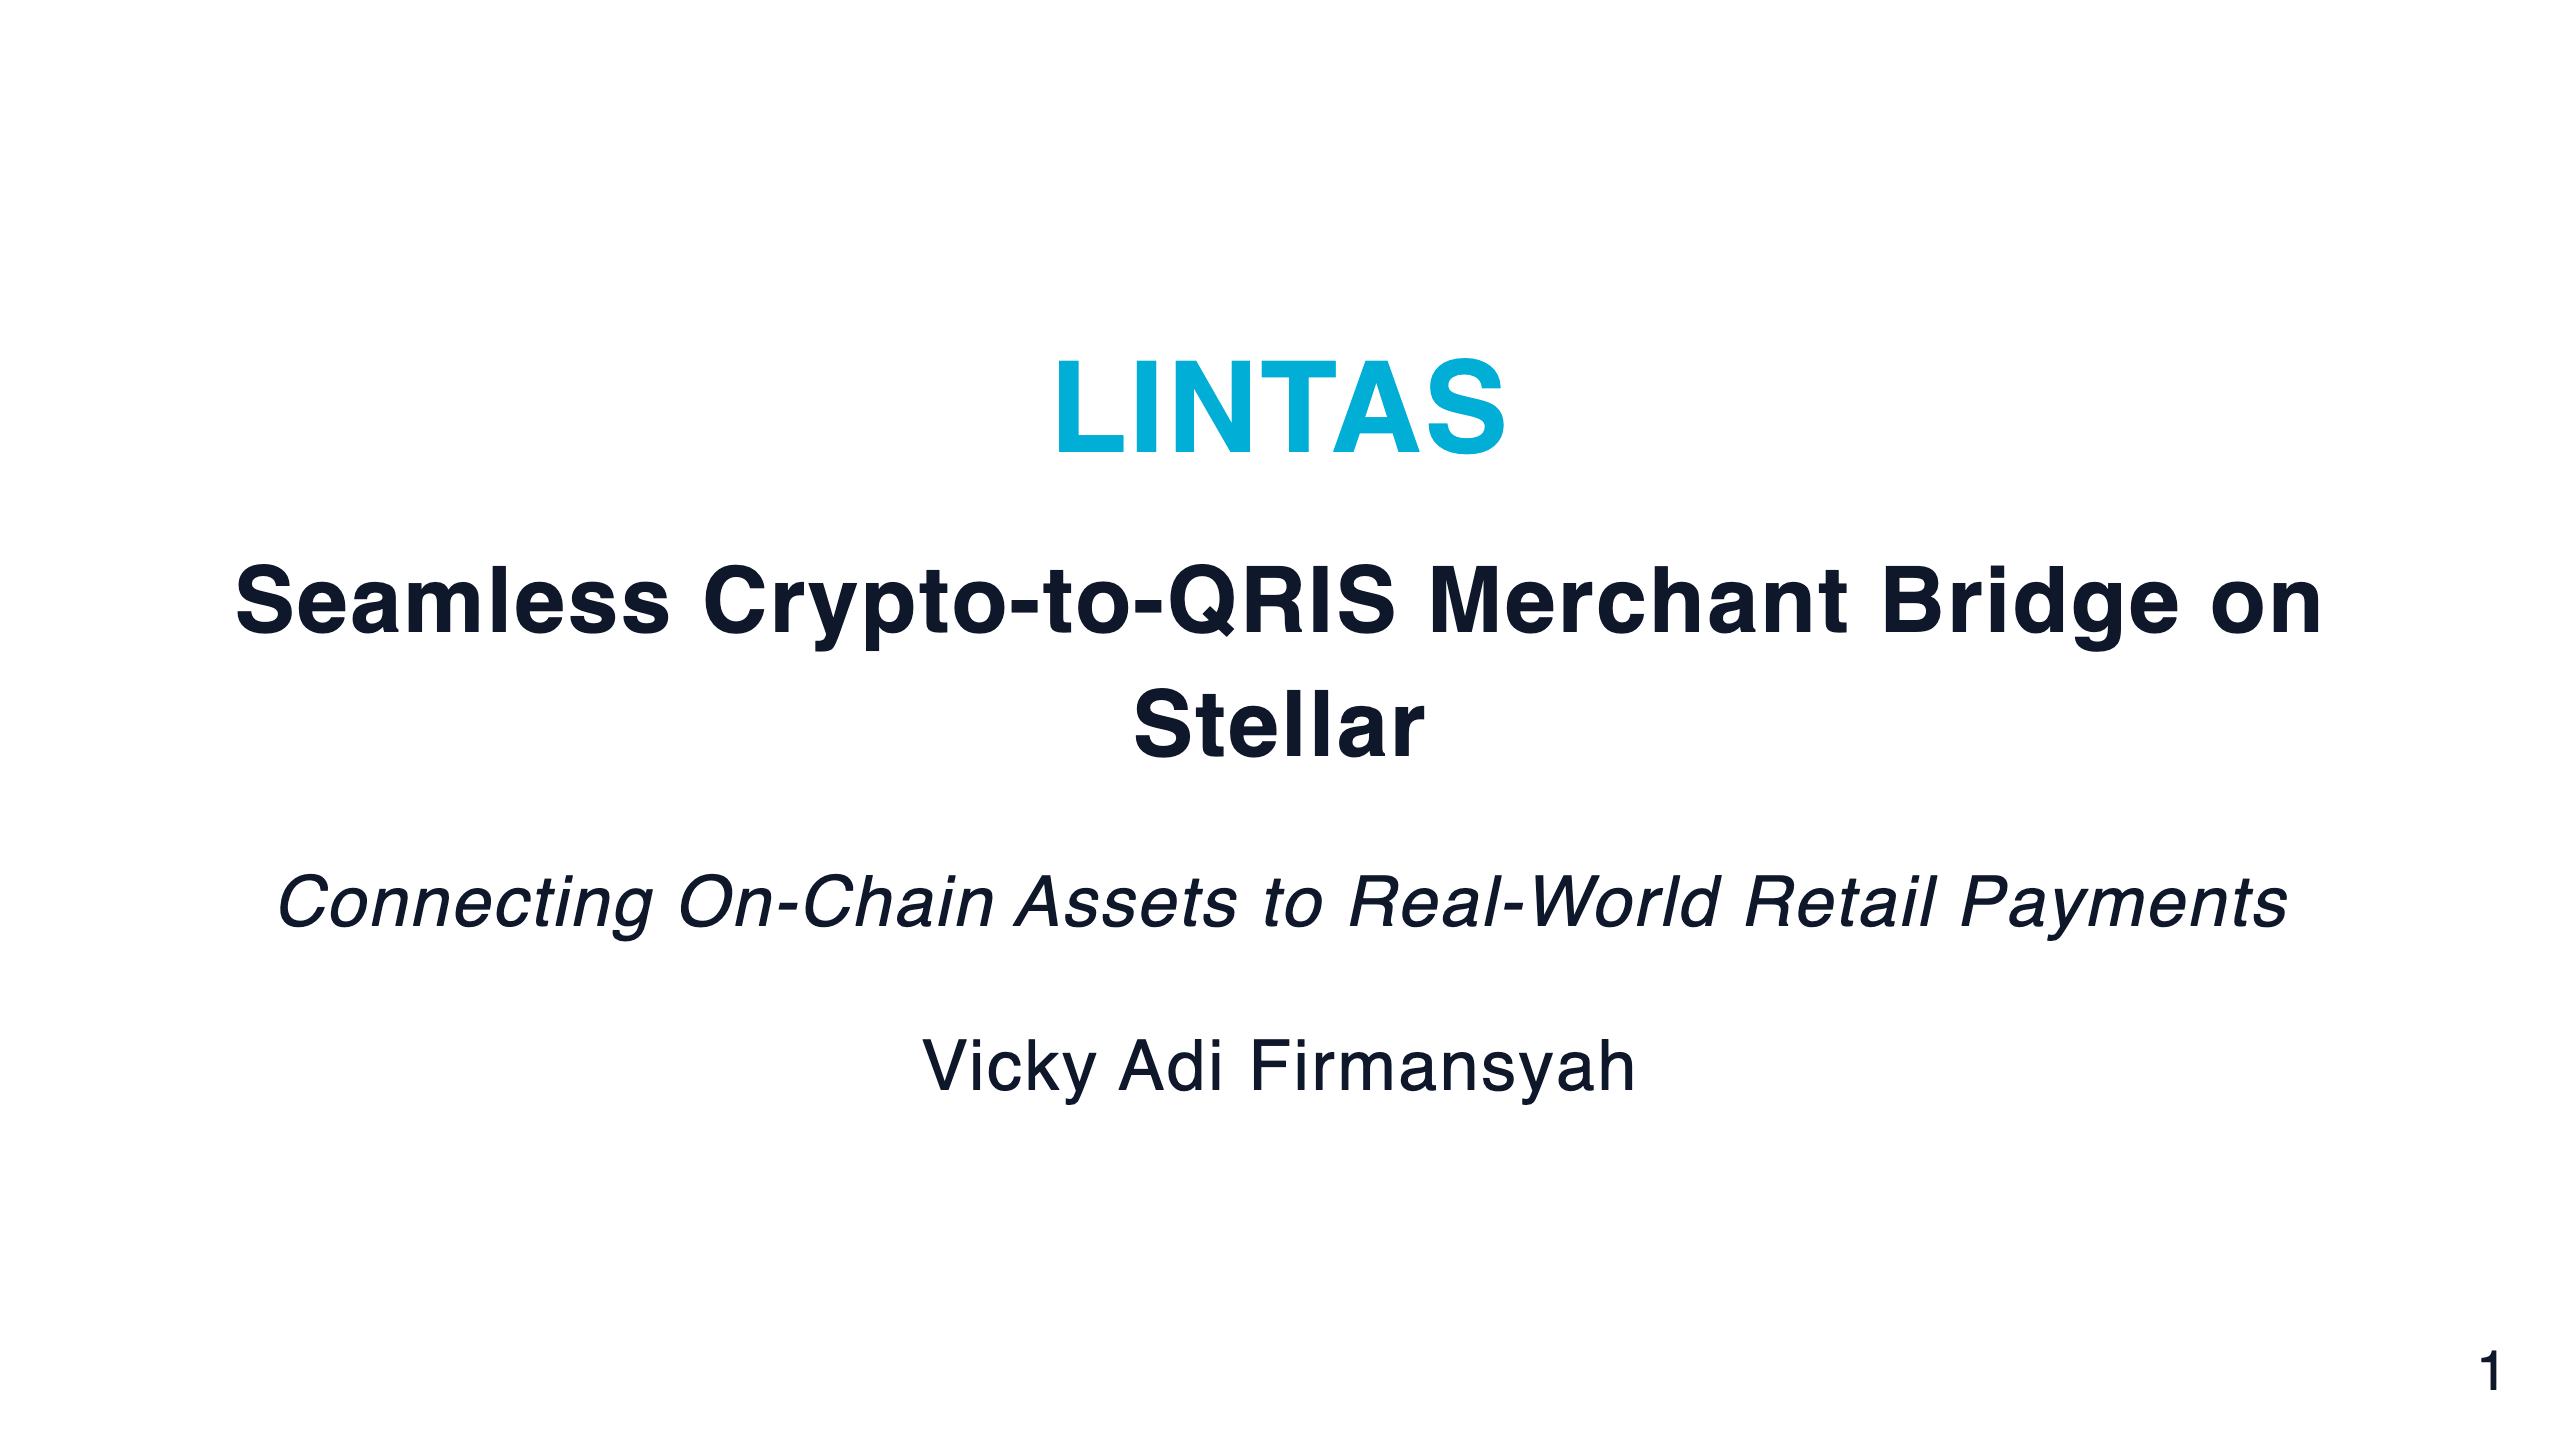 LINTAS
Seamless Crypto-to-QRIS Merchant Bridge on
Stellar
Connecting On-Chain Assets to Real-World Retail Payments
Vicky Adi Firmansyah
1